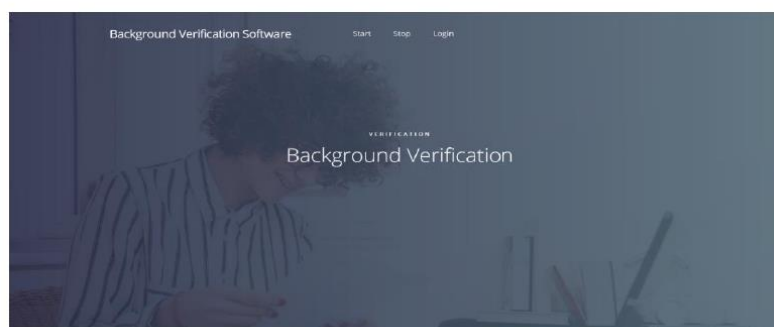 Background Verification Software Start Stop Login
VERIFICATION
Background Verification